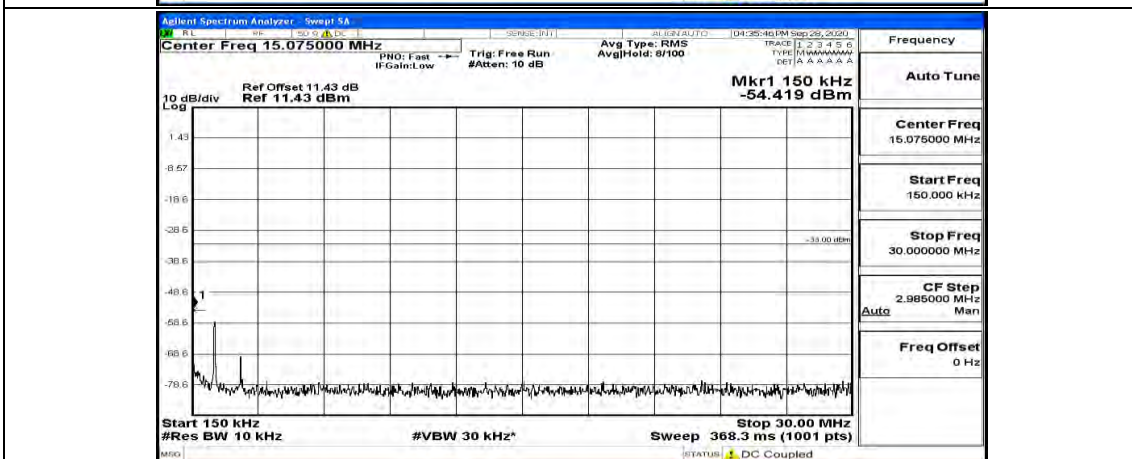 Agilent Spectrum Analyzer - Swept SA
RL RF 50 Ω DC SENSE:INT ALIGN AUTO 04:35:46 PM Sep 28, 2020
Center Freq 15.075000 MHz
PNO: Fast
IFGain:Low
Trig: Free Run
#Atten: 10 dB
Avg Type: RMS
Avg|Hold: 8/100
TRACE 1 2 3 4 5 6
TYPE M WWWWW
DET A A A A A A
Frequency
Ref Offset 11.43 dB
10 dB/div Ref 11.43 dBm
Log
Mkr1 150 kHz
-54.419 dBm
1.43
-8.57
-18.6
-28.6
-38.6
-48.6
-58.6
-68.6
-78.6
-33.00 dBm
1
Start 150 kHz
Stop 30.00 MHz
#Res BW 10 kHz
#VBW 30 kHz*
Sweep 368.3 ms (1001 pts)
MSG
STATUS DC Coupled
Auto Tune
Center Freq
15.075000 MHz
Start Freq
150.000 kHz
Stop Freq
30.000000 MHz
CF Step
2.985000 MHz
Auto Man
Freq Offset
0 Hz